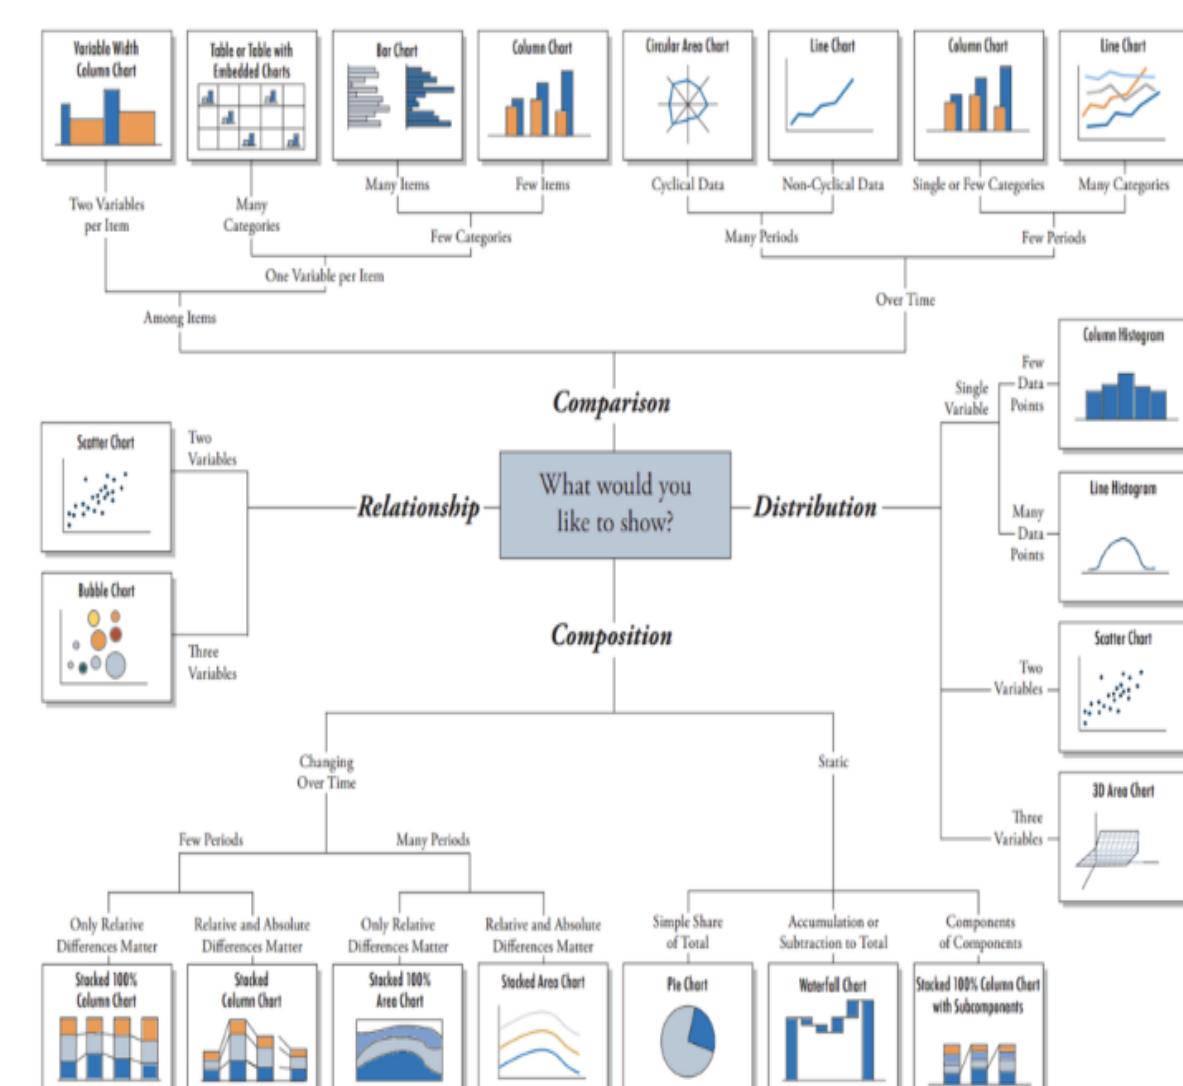 Variable Width
Column Chart
Table or Table with
Embedded Charts
Bar Chart
Column Chart
Circular Area Chart
Line Chart
Column Chart
Line Chart
Two Variables
per Item
Many
Categories
Many Items
Few Items
Cyclical Data
Non-Cyclical Data
Single or Few Categories
Many Categories
Few Categories
Many Periods
Few Periods
One Variable per Item
Among Items
Over Time
Comparison
Relationship
What would you
like to show?
Distribution
Composition
Scatter Chart
Two
Variables
Bubble Chart
Three
Variables
Single
Variable
Few
Data
Points
Column Histogram
Many
Data
Points
Line Histogram
Two
Variables
Scatter Chart
Three
Variables
3D Area Chart
Changing
Over Time
Static
Few Periods
Many Periods
Only Relative
Differences Matter
Relative and Absolute
Differences Matter
Only Relative
Differences Matter
Relative and Absolute
Differences Matter
Simple Share
of Total
Accumulation or
Subtraction to Total
Components
of Components
Stacked 100%
Column Chart
Stacked
Column Chart
Stacked 100%
Area Chart
Stacked Area Chart
Pie Chart
Waterfall Chart
Stacked 100% Column Chart
with Subcomponents